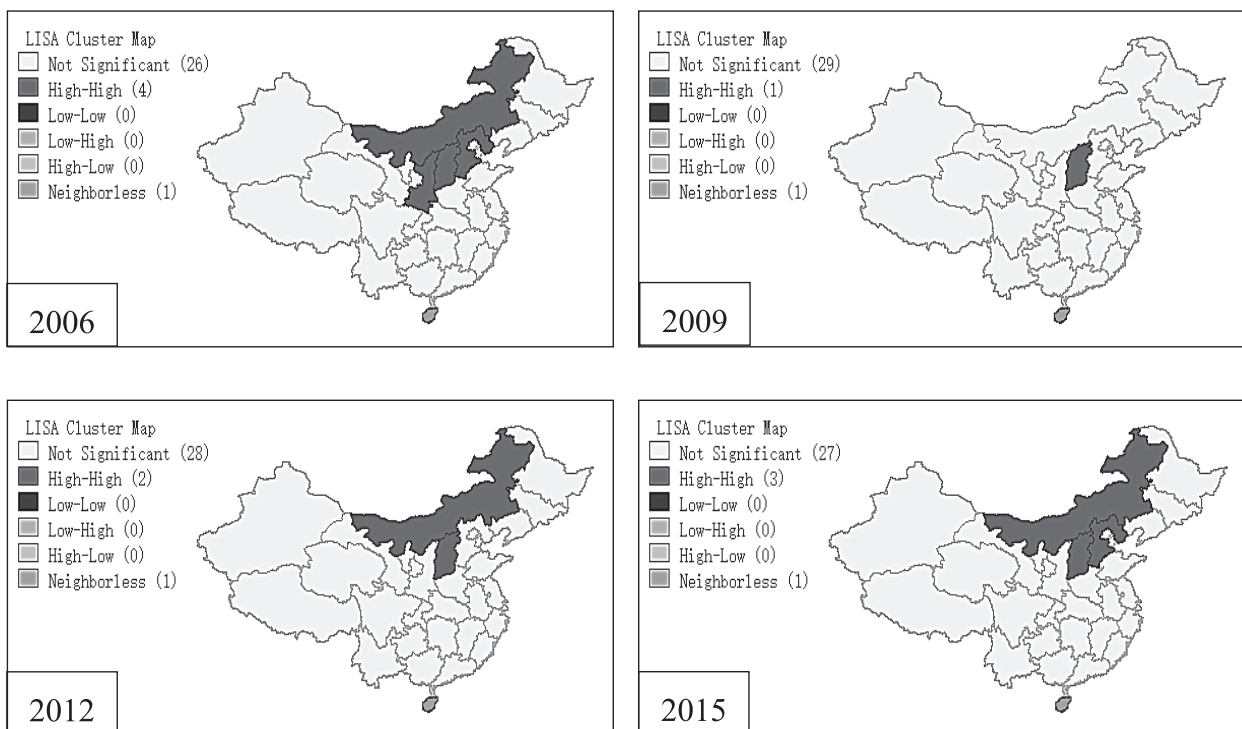 LISA Cluster Map
Not Significant (26)
High-High (4)
Low-Low (0)
Low-High (0)
High-Low (0)
Neighborless (1)
2006
LISA Cluster Map
Not Significant (29)
High-High (1)
Low-Low (0)
Low-High (0)
High-Low (0)
Neighborless (1)
2009
LISA Cluster Map
Not Significant (28)
High-High (2)
Low-Low (0)
Low-High (0)
High-Low (0)
Neighborless (1)
2012
LISA Cluster Map
Not Significant (27)
High-High (3)
Low-Low (0)
Low-High (0)
High-Low (0)
Neighborless (1)
2015